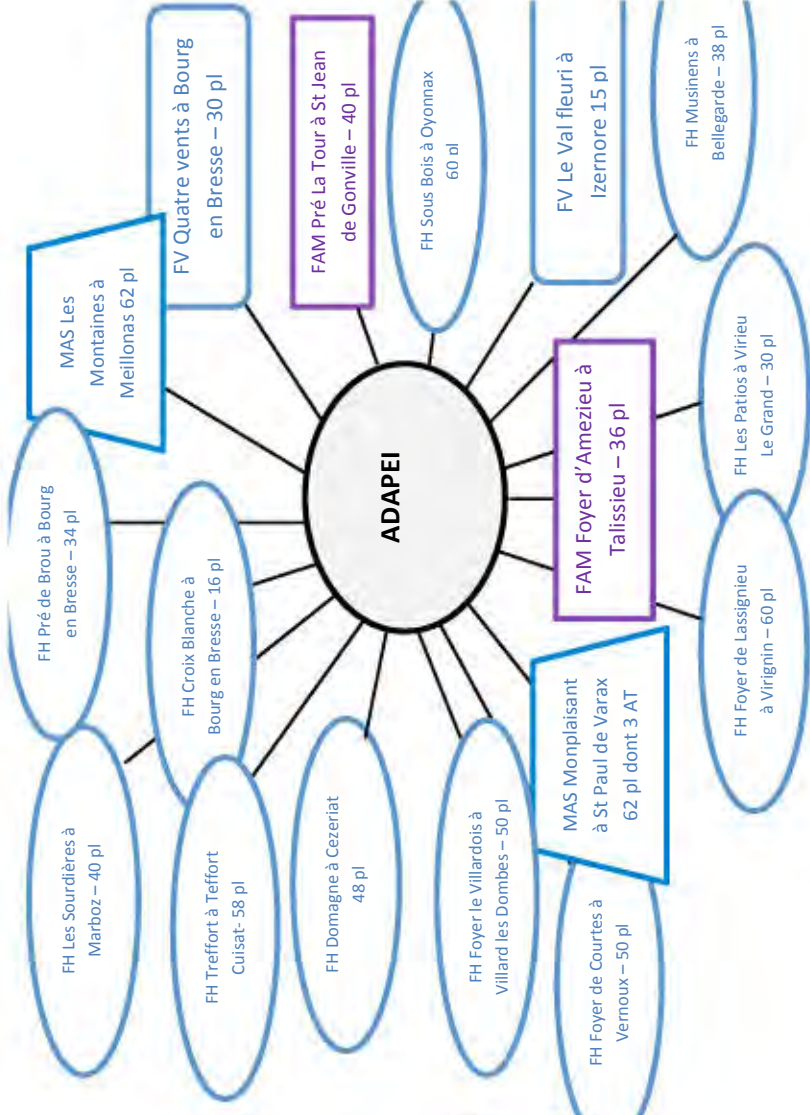 FH Les Sourdières à
Marboz – 40 pl
FH Pré de Brou à Bourg
en Bresse – 34 pl
MAS Les
Montaines à
Meillonas 62 pl
FV Quatre vents à Bourg
en Bresse – 30 pl
FH Treffort à Teffort
Cuisat- 58 pl
FH Croix Blanche à
Bourg en Bresse – 16 pl
FAM Pré La Tour à St Jean
de Gonville – 40 pl
FH Domagne à Cezeriat
48 pl
ADAPEI
FH Sous Bois à Oyonnax
60 pl
FH Foyer le Villardois à
Villard les Dombes – 50 pl
FV Le Val fleuri à
Izernore 15 pl
FH Foyer de Courtes à
Vernoux – 50 pl
MAS Monplaisant
à St Paul de Varax
62 pl dont 3 AT
FAM Foyer d’Amezieu à
Talissieu – 36 pl
FH Musinens à
Bellegarde – 38 pl
FH Foyer de Lassignieu
à Virignin – 60 pl
FH Les Patios à Virieu
Le Grand – 30 pl